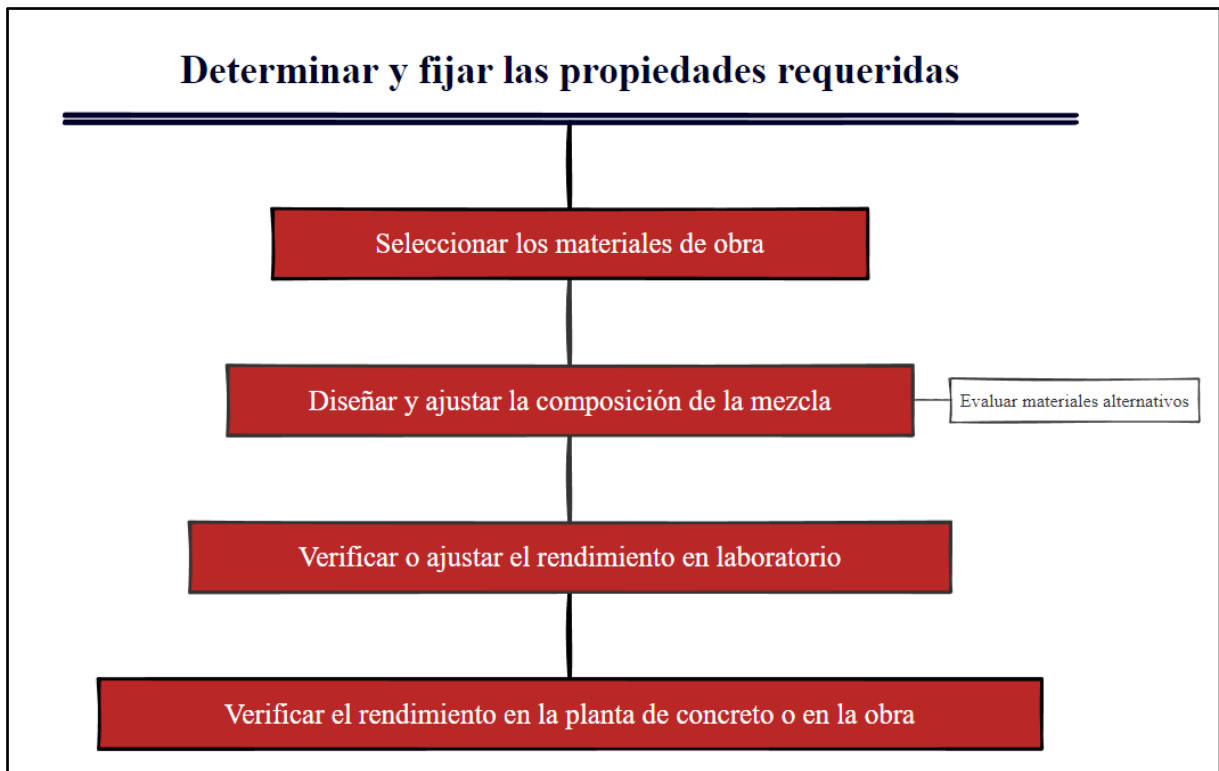 Determinar y fijar las propiedades requeridas
Seleccionar los materiales de obra
Diseñar y ajustar la composición de la mezcla
Evaluar materiales alternativos
Verificar o ajustar el rendimiento en laboratorio
Verificar el rendimiento en la planta de concreto o en la obra